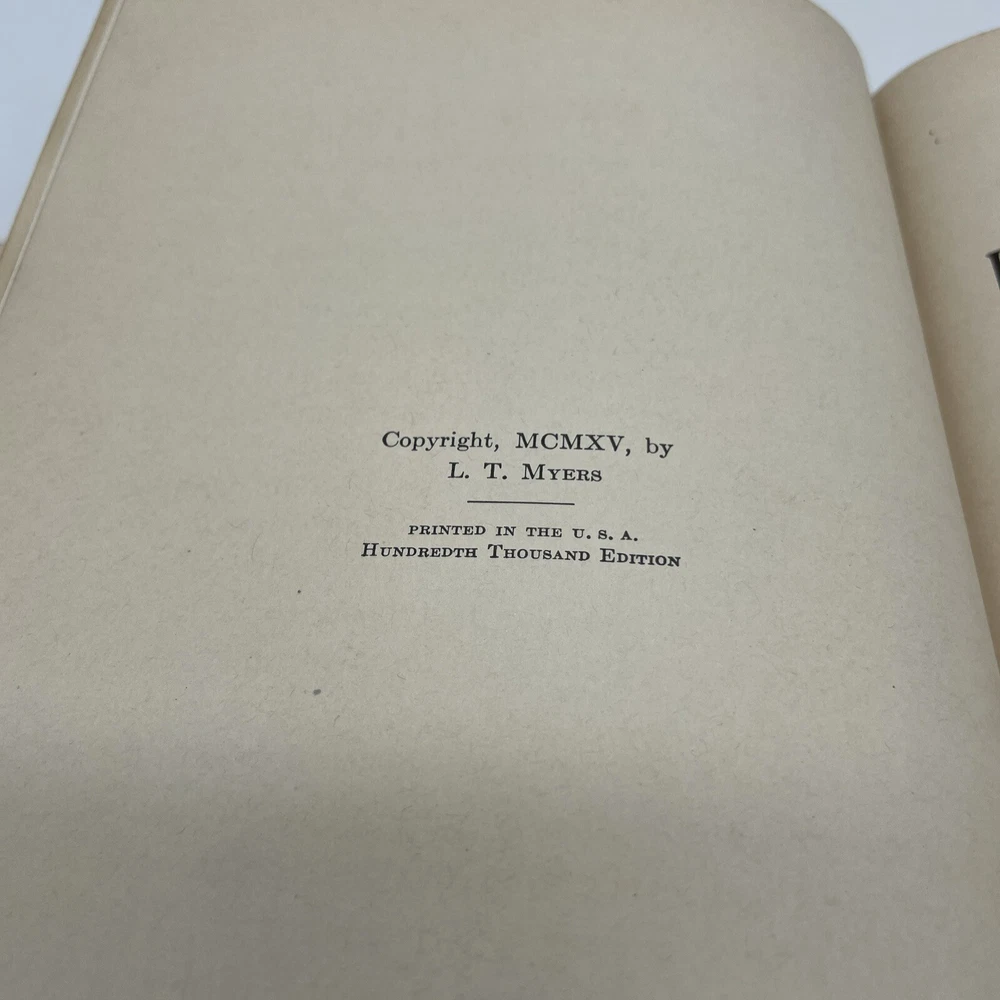 Copyright, MCMXV, by
L. T. Myers
PRINTED IN THE U. S. A.
Hundredth Thousand Edition